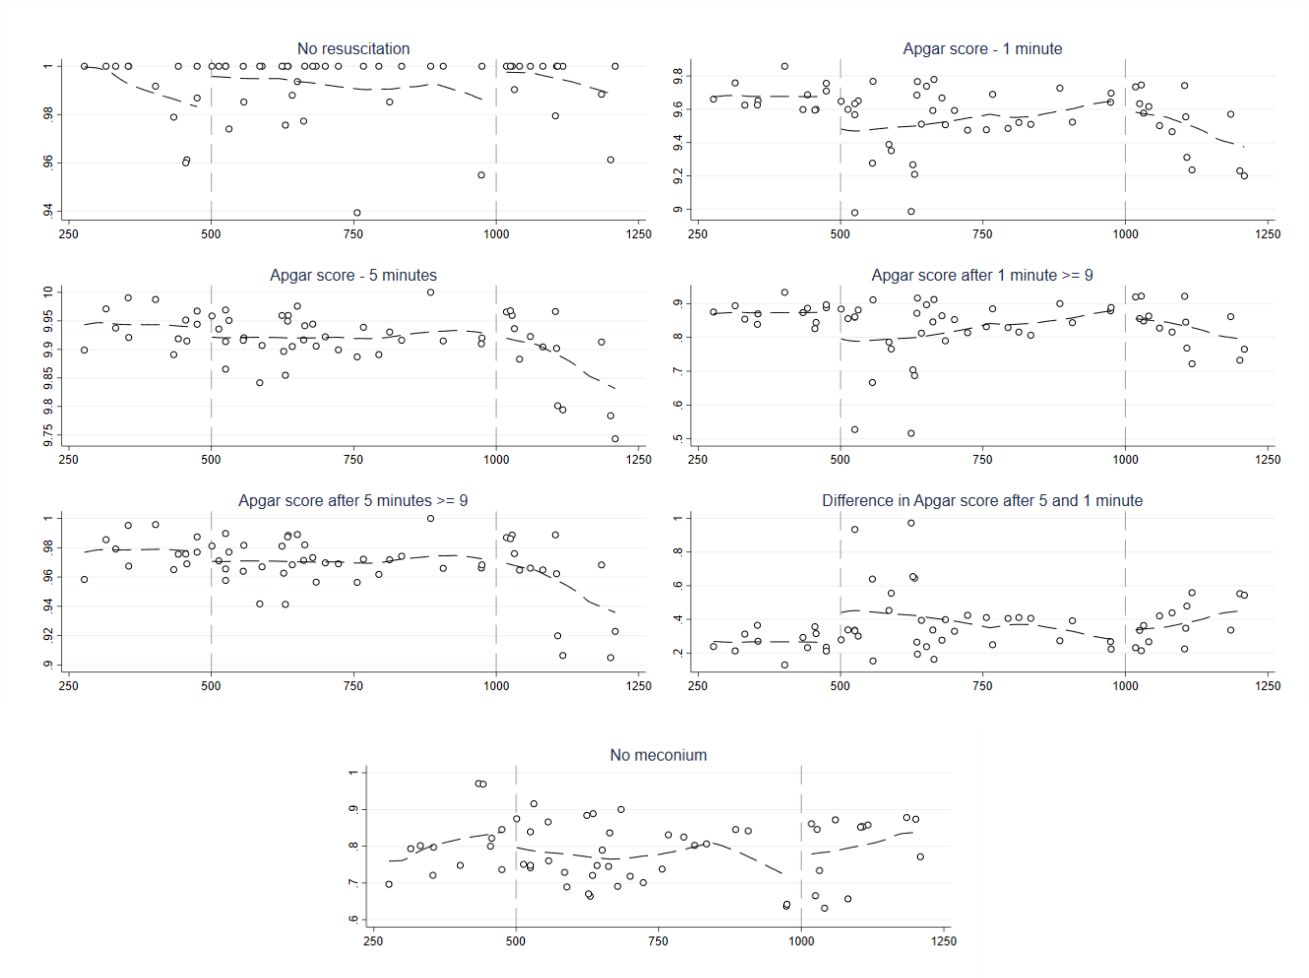 No resuscitation
1
.98
.96
.94
250 500 750 1000 1250
Apgar score - 1 minute
9.8
9.6
9.4
9.2
9
250 500 750 1000 1250
Apgar score - 5 minutes
10
9.95
9.9
9.85
9.8
9.75
250 500 750 1000 1250
Apgar score after 1 minute >= 9
.9
.8
.7
.6
.5
250 500 750 1000 1250
Apgar score after 5 minutes >= 9
1
.98
.96
.94
.92
.9
250 500 750 1000 1250
Difference in Apgar score after 5 and 1 minute
1
.8
.6
.4
.2
250 500 750 1000 1250
No meconium
1
.9
.8
.7
.6
250 500 750 1000 1250